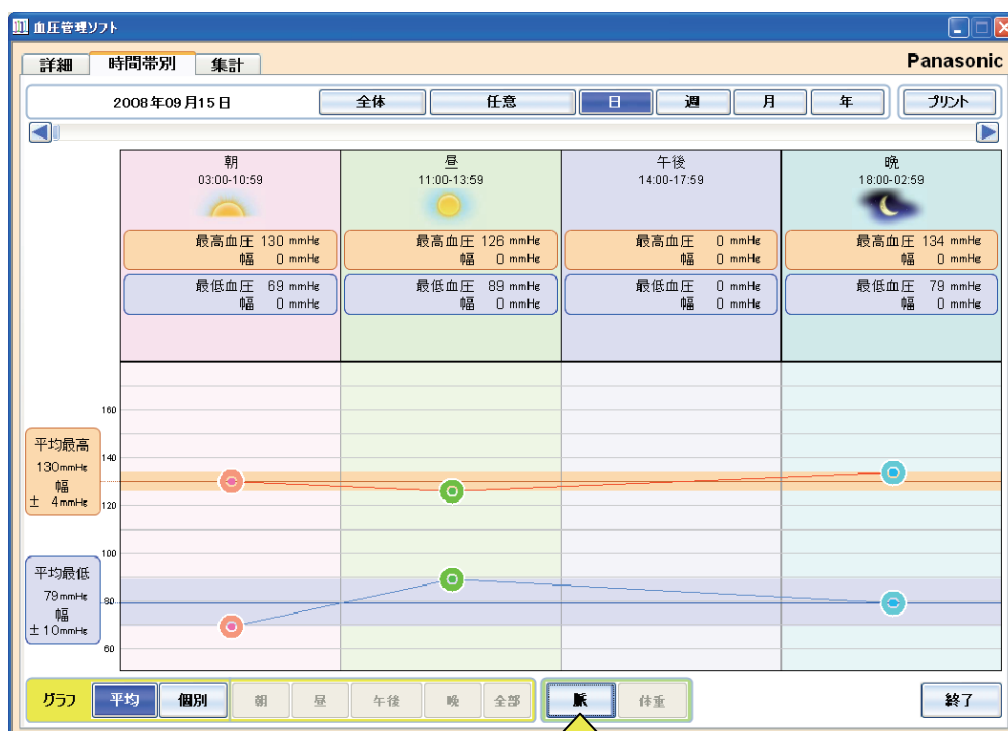 血圧管理ソフト
詳細 時間帯別 集計 Panasonic
2008年09月15日 全体 任意 日 週 月 年 プリント
朝 昼 午後 晩
03:00-10:59 11:00-13:59 14:00-17:59 18:00-02:59
最高血圧 130 mmHg 最高血圧 126 mmHg 最高血圧 0 mmHg 最高血圧 134 mmHg
幅 0 mmHg 幅 0 mmHg 幅 0 mmHg 幅 0 mmHg
最低血圧 69 mmHg 最低血圧 89 mmHg 最低血圧 0 mmHg 最低血圧 79 mmHg
幅 0 mmHg 幅 0 mmHg 幅 0 mmHg 幅 0 mmHg
160
平均最高
140
130mmHg
幅
± 4mmHg
120
100
平均最低
79mmHg
80
幅
±10mmHg
60
グラフ 平均 個別 朝 昼 午後 晩 全部 脈 体重 終了